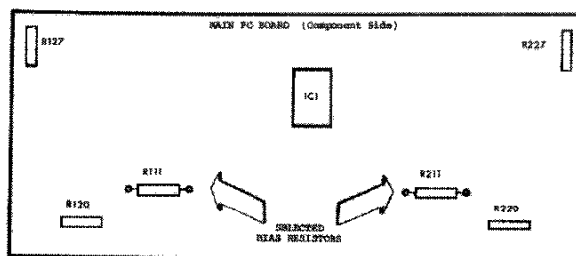 MAIN PC BOARD (Component Side)
R127
R227
IC1
R111
R211
R120
R220
SELECTED
BIAS RESISTORS